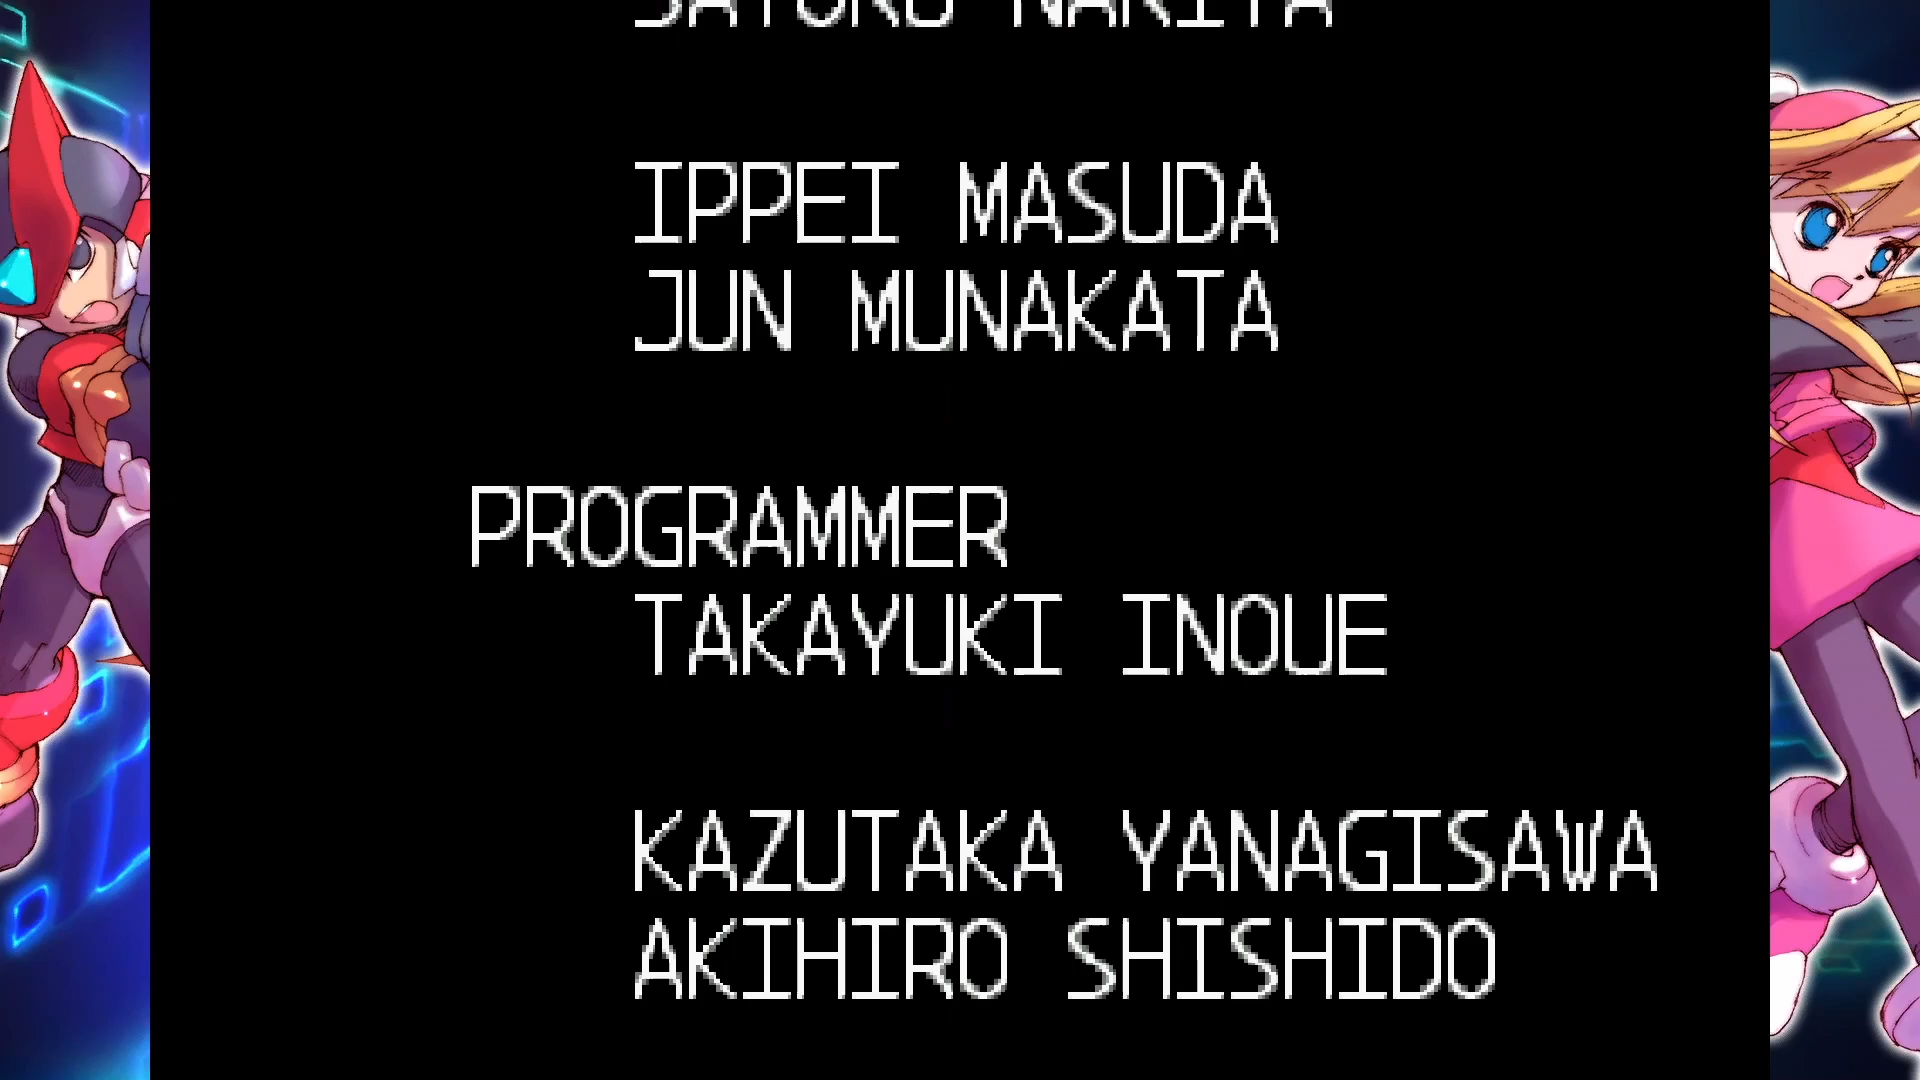 IPPEI MASUDA
JUN MUNAKATA
PROGRAMMER
TAKAYUKI INOUE
KAZUTAKA YANAGISAWA
AKIHIRO SHISHIDO